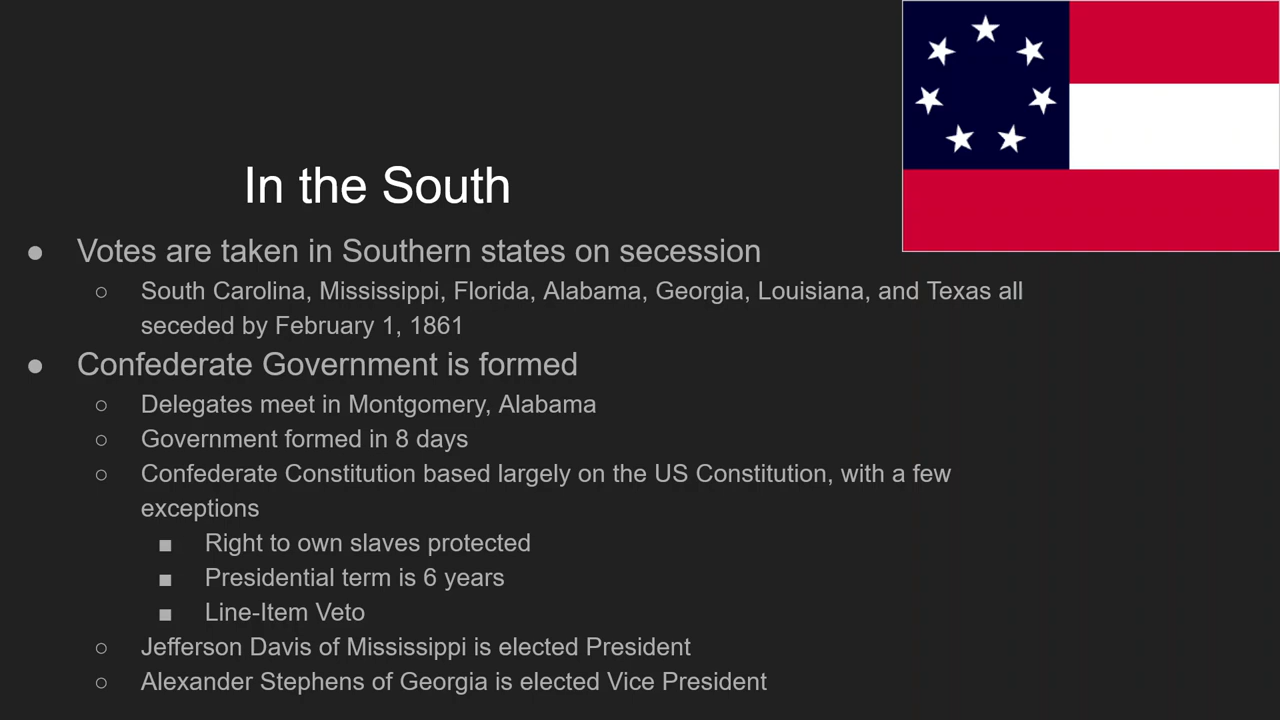 In the South
● Votes are taken in Southern states on secession
○ South Carolina, Mississippi, Florida, Alabama, Georgia, Louisiana, and Texas all
seceded by February 1, 1861
● Confederate Government is formed
○ Delegates meet in Montgomery, Alabama
○ Government formed in 8 days
○ Confederate Constitution based largely on the US Constitution, with a few
exceptions
■ Right to own slaves protected
■ Presidential term is 6 years
■ Line-Item Veto
○ Jefferson Davis of Mississippi is elected President
○ Alexander Stephens of Georgia is elected Vice President